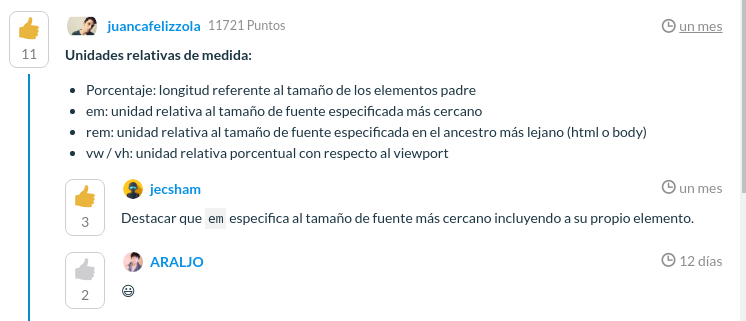 juancafelizzola 11721 Puntos un mes
11
Unidades relativas de medida:
• Porcentaje: longitud referente al tamaño de los elementos padre
• em: unidad relativa al tamaño de fuente especificada más cercano
• rem: unidad relativa al tamaño de fuente especificada en el ancestro más lejano (html o body)
• vw / vh: unidad relativa porcentual con respecto al viewport
jecsham un mes
3
Destacar que em especifica al tamaño de fuente más cercano incluyendo a su propio elemento.
ARALJO 12 días
2
😃